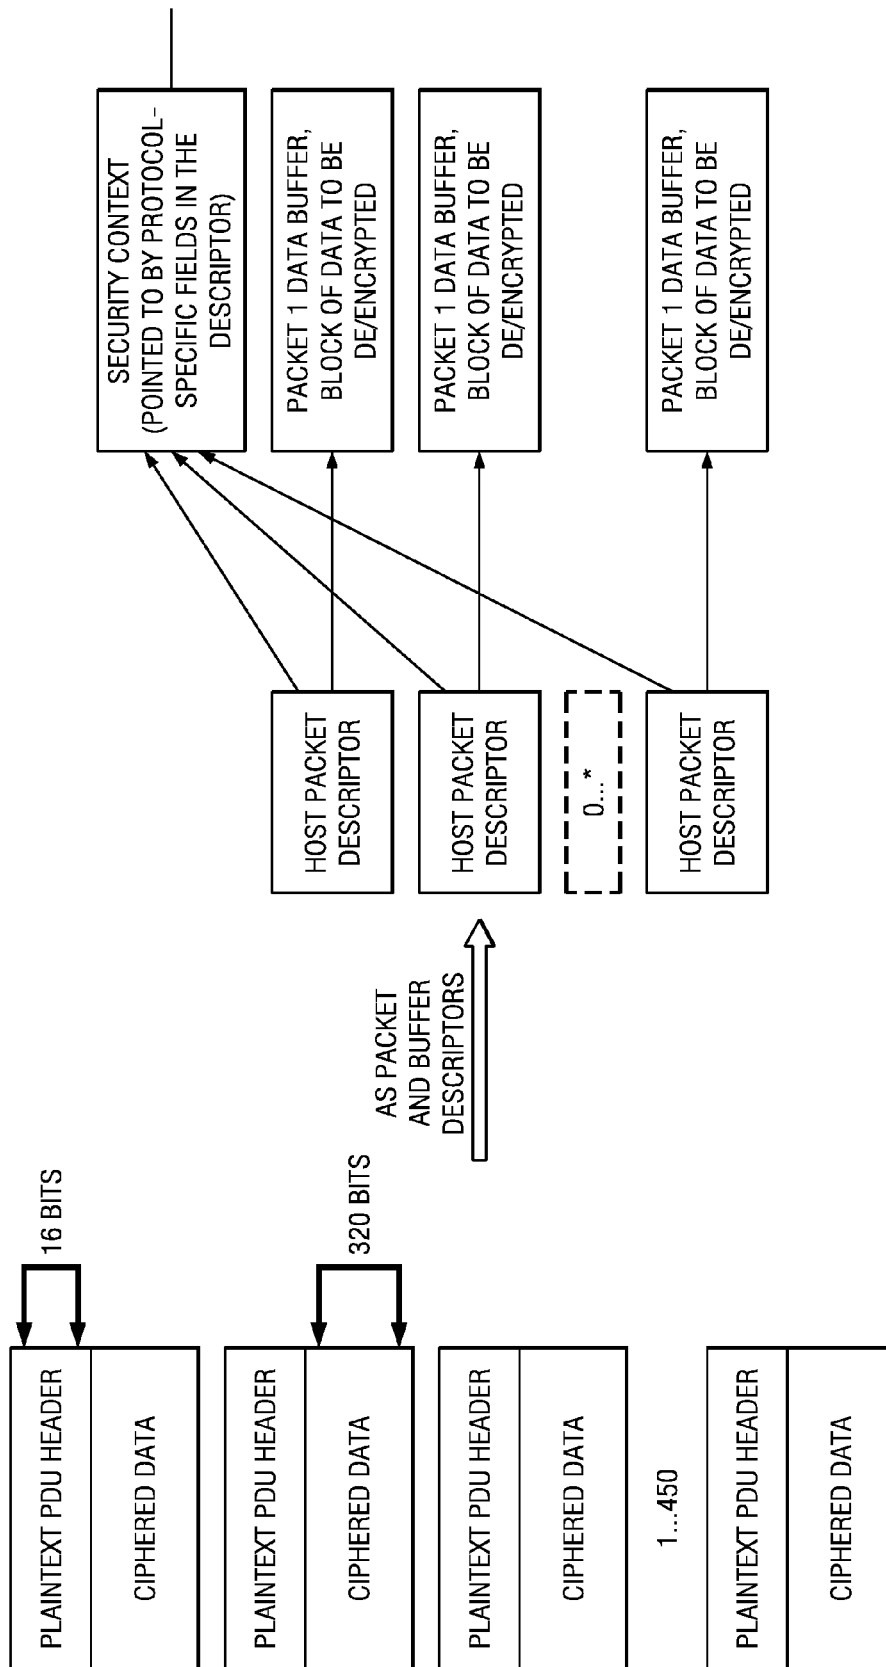 PLAINTEXT PDU HEADER
CIPHERED DATA
16 BITS
PLAINTEXT PDU HEADER
CIPHERED DATA
320 BITS
PLAINTEXT PDU HEADER
CIPHERED DATA
1...450
PLAINTEXT PDU HEADER
CIPHERED DATA
AS PACKET
AND BUFFER
DESCRIPTORS
HOST PACKET
DESCRIPTOR
HOST PACKET
DESCRIPTOR
0... *
HOST PACKET
DESCRIPTOR
SECURITY CONTEXT
(POINTED TO BY PROTOCOL-
SPECIFIC FIELDS IN THE
DESCRIPTOR)
PACKET 1 DATA BUFFER,
BLOCK OF DATA TO BE
DE/ENCRYPTED
PACKET 1 DATA BUFFER,
BLOCK OF DATA TO BE
DE/ENCRYPTED
PACKET 1 DATA BUFFER,
BLOCK OF DATA TO BE
DE/ENCRYPTED